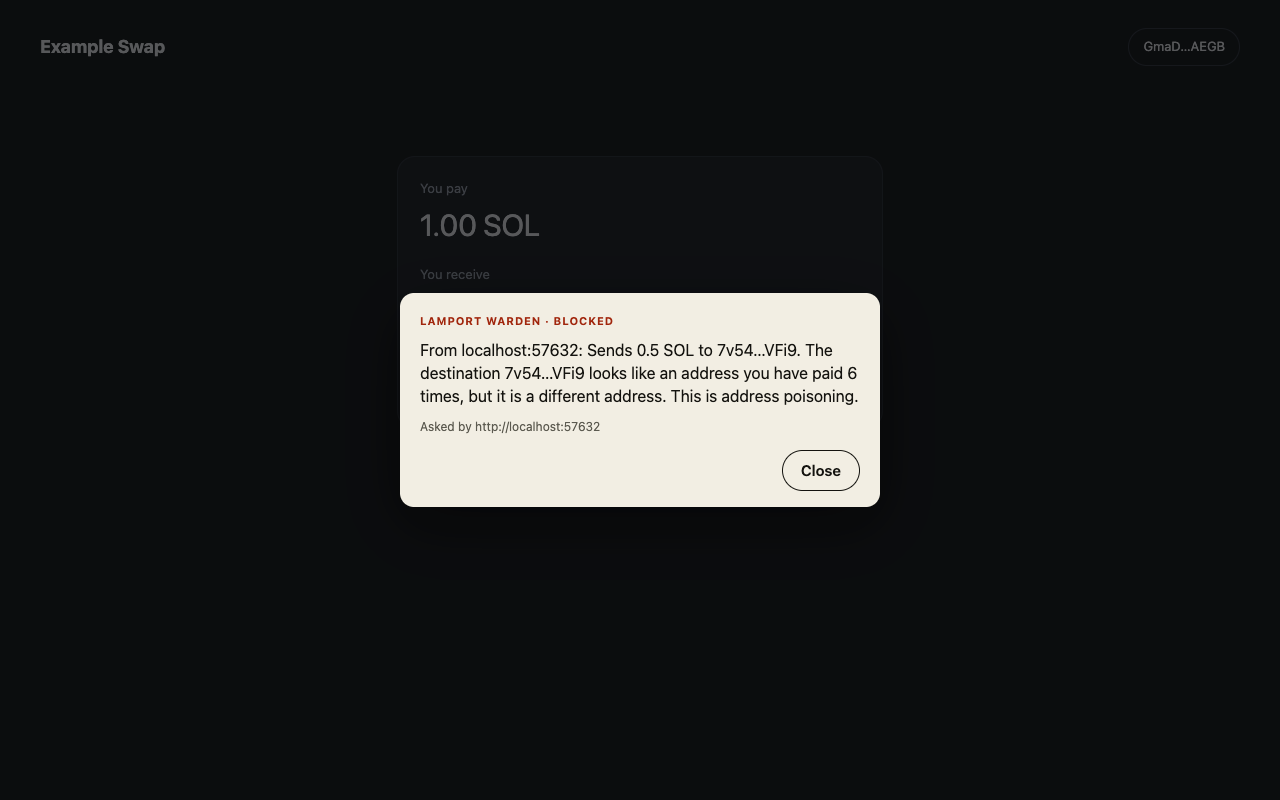 Example Swap
GmaD...AEGB
You pay
1.00 SOL
You receive
LAMPORT WARDEN · BLOCKED
From localhost:57632: Sends 0.5 SOL to 7v54...VFi9. The
destination 7v54...VFi9 looks like an address you have paid 6
times, but it is a different address. This is address poisoning.
Asked by http://localhost:57632
Close